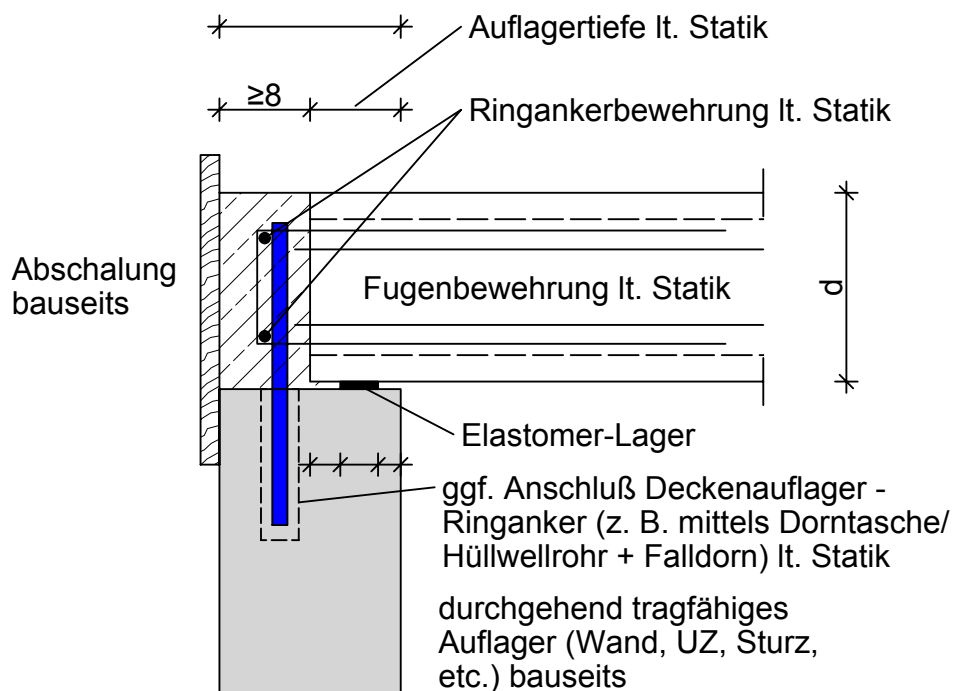 Auflagertiefe lt. Statik
≥8
Ringankerbewehrung lt. Statik
Abschalung
bauseits
Fugenbewehrung lt. Statik
d
Elastomer-Lager
ggf. Anschluß Deckenauflager -
Ringanker (z. B. mittels Dorntasche/
Hüllwellrohr + Falldorn) lt. Statik
durchgehend tragfähiges
Auflager (Wand, UZ, Sturz,
etc.) bauseits